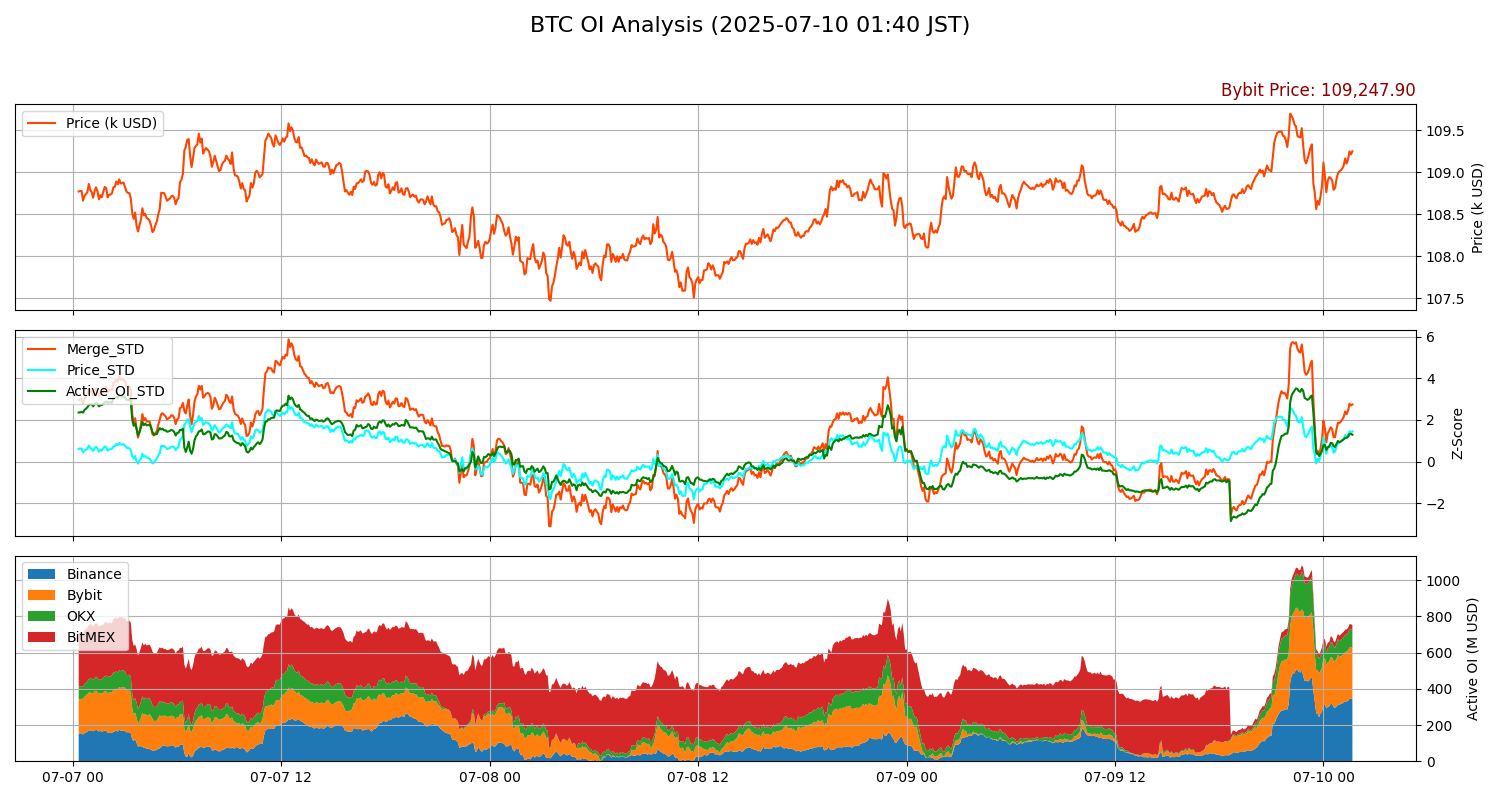 BTC OI Analysis (2025-07-10 01:40 JST)
Bybit Price: 109,247.90
Price (k USD)
109.5
109.0
108.5
108.0
107.5
Price (k USD)
Merge_STD
Price_STD
Active_OI_STD
6
4
2
0
−2
Z-Score
Binance
Bybit
OKX
BitMEX
1000
800
600
400
200
0
Active OI (M USD)
07-07 00
07-07 12
07-08 00
07-08 12
07-09 00
07-09 12
07-10 00